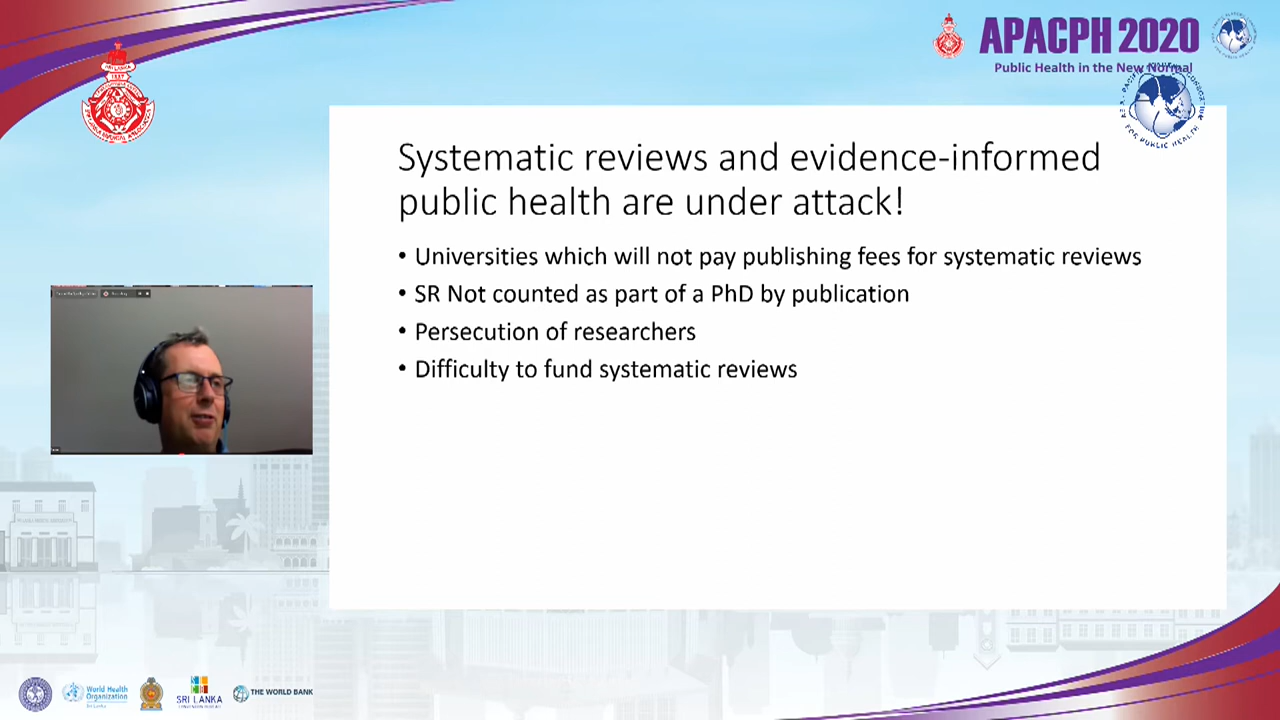 APACPH 2020
Public Health in the New Normal
Systematic reviews and evidence-informed
public health are under attack!
• Universities which will not pay publishing fees for systematic reviews
• SR Not counted as part of a PhD by publication
• Persecution of researchers
• Difficulty to fund systematic reviews
World Health
Organization
Sri Lanka
SRI LANKA
THE WORLD BANK